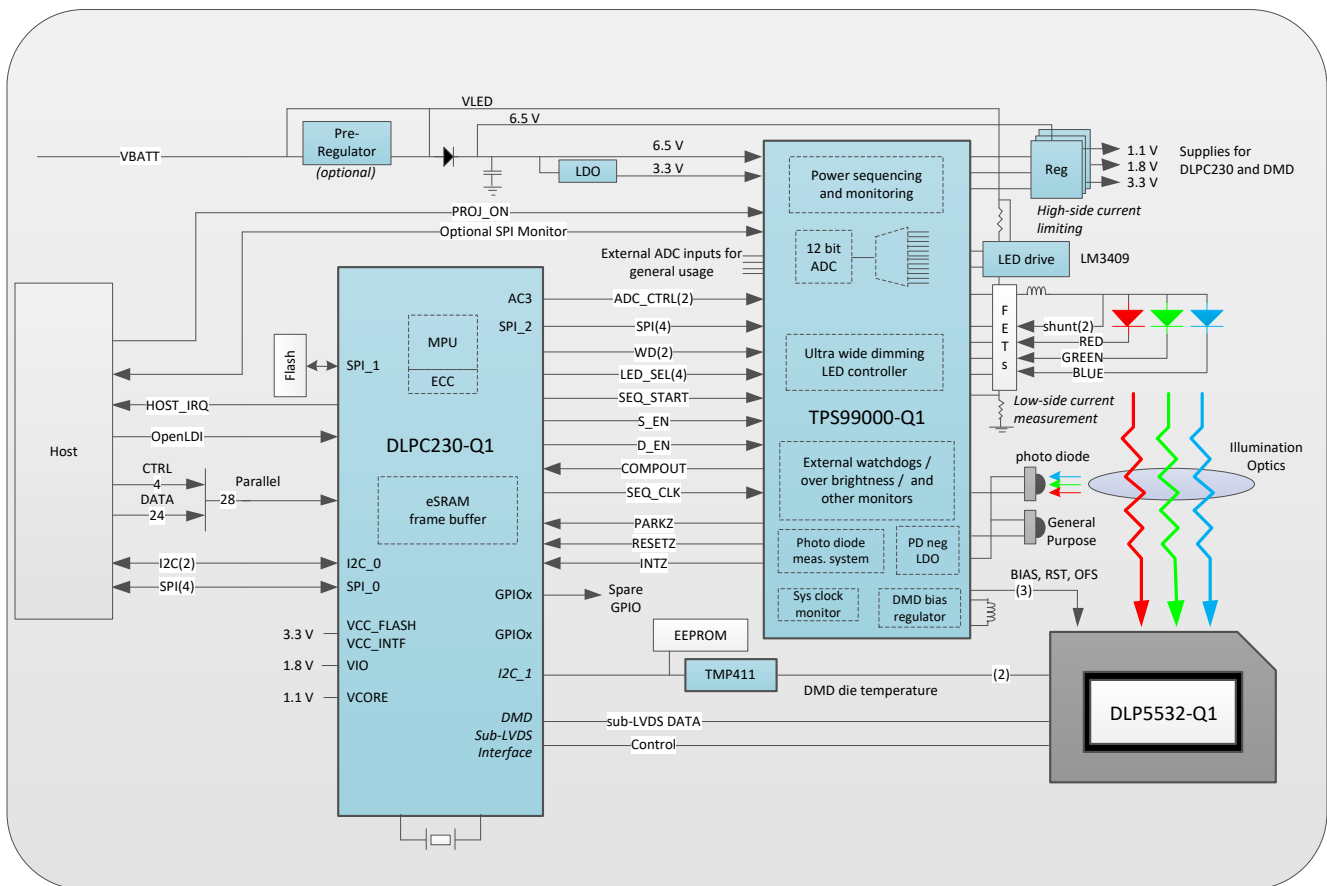 VLED
6.5 V
Pre-
Regulator
(optional)
VBATT
6.5 V
LDO
3.3 V
Power sequencing
and monitoring
Reg
1.1 V
1.8 V
3.3 V
Supplies for
DLPC230 and DMD
PROJ_ON
Optional SPI Monitor
High-side current
limiting
External ADC inputs for
general usage
12 bit
ADC
LED drive
LM3409
AC3
ADC_CTRL(2)
SPI_2
SPI(4)
MPU
ECC
WD(2)
LED_SEL(4)
SEQ_START
S_EN
D_EN
COMPOUT
SEQ_CLK
PARKZ
RESETZ
INTZ
Ultra wide dimming
LED controller
F
E
T
s
shunt(2)
RED
GREEN
BLUE
Low-side current
measurement
Flash
SPI_1
HOST_IRQ
OpenLDI
Host
CTRL
4
DATA
24
Parallel
28
DLPC230-Q1
eSRAM
frame buffer
TPS99000-Q1
External watchdogs /
over brightness / and
other monitors
photo diode
Illumination
Optics
General
Purpose
Photo diode
meas. system
PD neg
LDO
Sys clock
monitor
DMD bias
regulator
BIAS, RST, OFS
(3)
I2C(2)
I2C_0
SPI(4)
SPI_0
GPIOx
Spare
GPIO
3.3 V
VCC_FLASH
VCC_INTF
GPIOx
1.8 V
VIO
1.1 V
VCORE
I2C_1
EEPROM
TMP411
DMD die temperature
(2)
DLP5532-Q1
DMD
Sub-LVDS
Interface
sub-LVDS DATA
Control